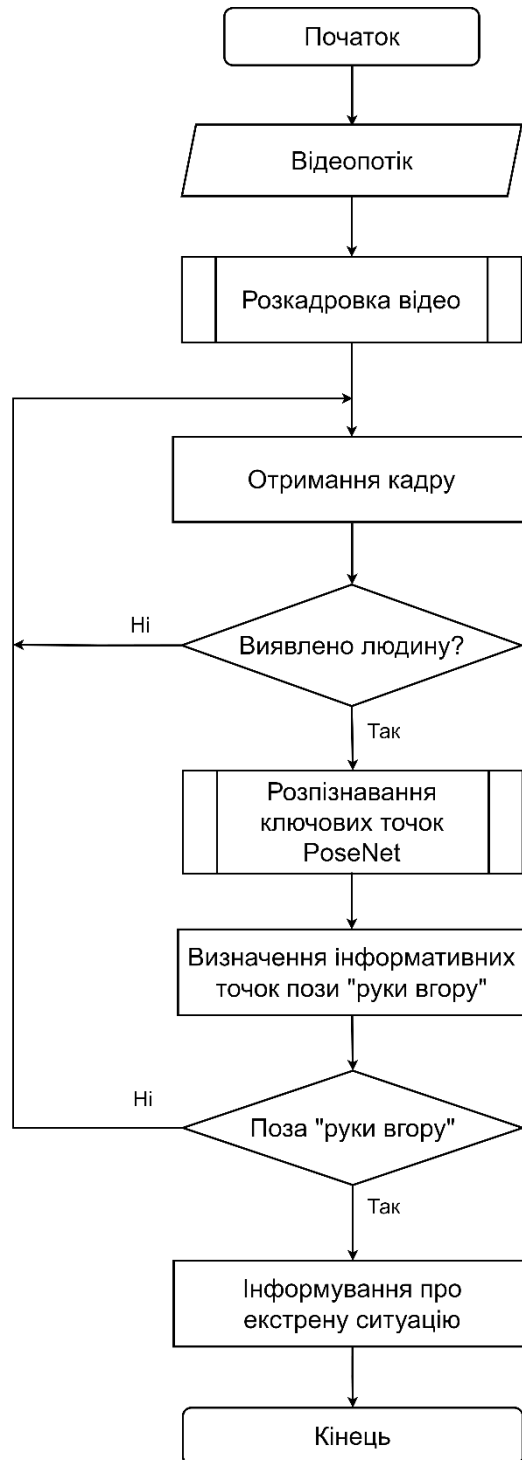 Початок
Відеопотік
Розкадровка відео
Отримання кадру
Ні
Виявлено людину?
Так
Розпізнавання
ключових точок
PoseNet
Визначення інформативних
точок пози "руки вгору"
Ні
Поза "руки вгору"
Так
Інформування про
екстрену ситуацію
Кінець